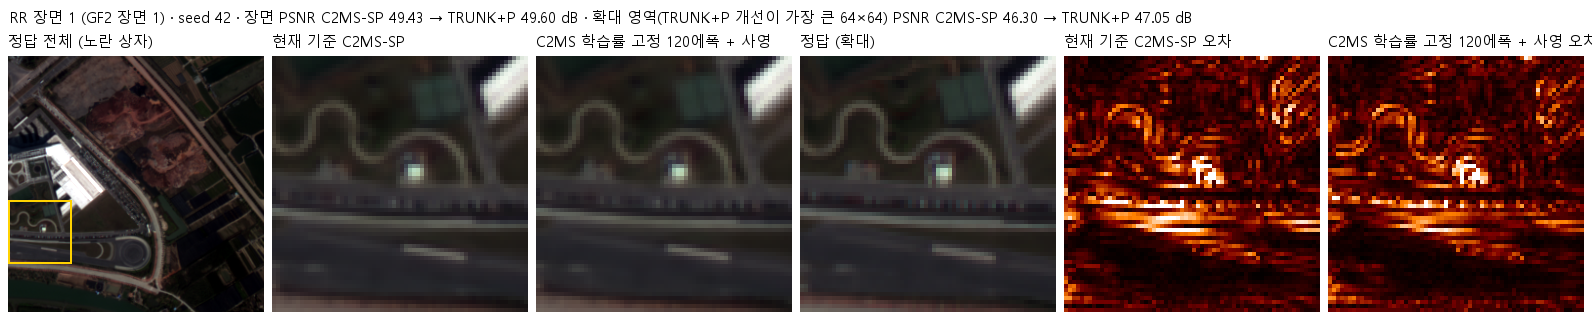 RR 장면 1 (GF2 장면 1) · seed 42 · 장면 PSNR C2MS-SP 49.43 → TRUNK+P 49.60 dB · 확대 영역(TRUNK+P 개선이 가장 큰 64×64) PSNR C2MS-SP 46.30 → TRUNK+P 47.05 dB
정답 전체 (노란 상자)
현재 기준 C2MS-SP
C2MS 학습률 고정 120에폭 + 사영
정답 (확대)
현재 기준 C2MS-SP 오차
C2MS 학습률 고정 120에폭 + 사영 오차